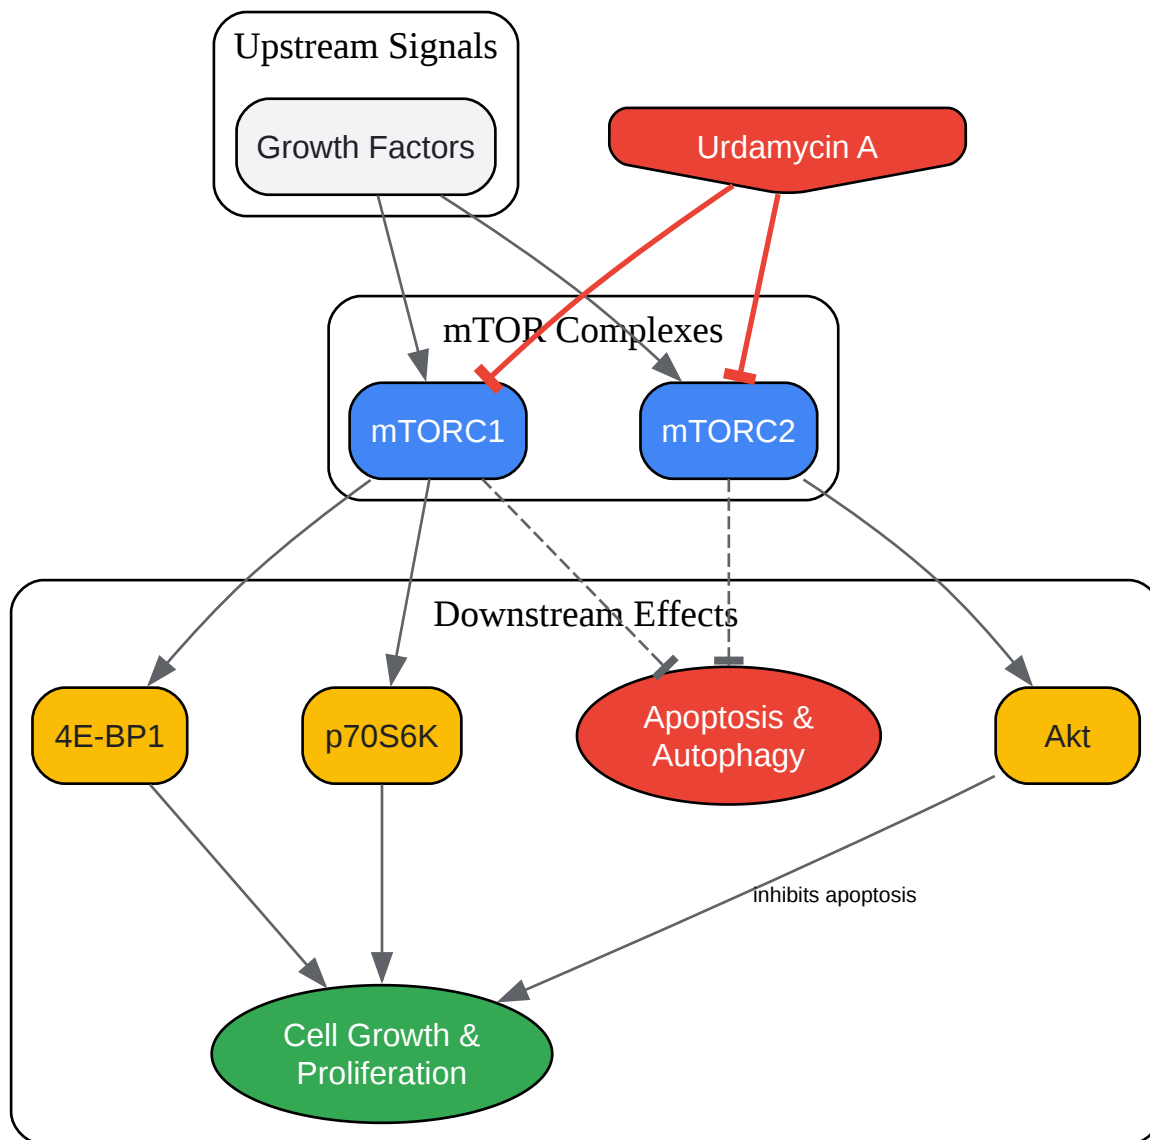 Upstream Signals
Growth Factors
Urdamycin A
mTOR Complexes
mTORC1
mTORC2
Downstream Effects
4E-BP1
p70S6K
Apoptosis &
Autophagy
Akt
inhibits apoptosis
Cell Growth &
Proliferation